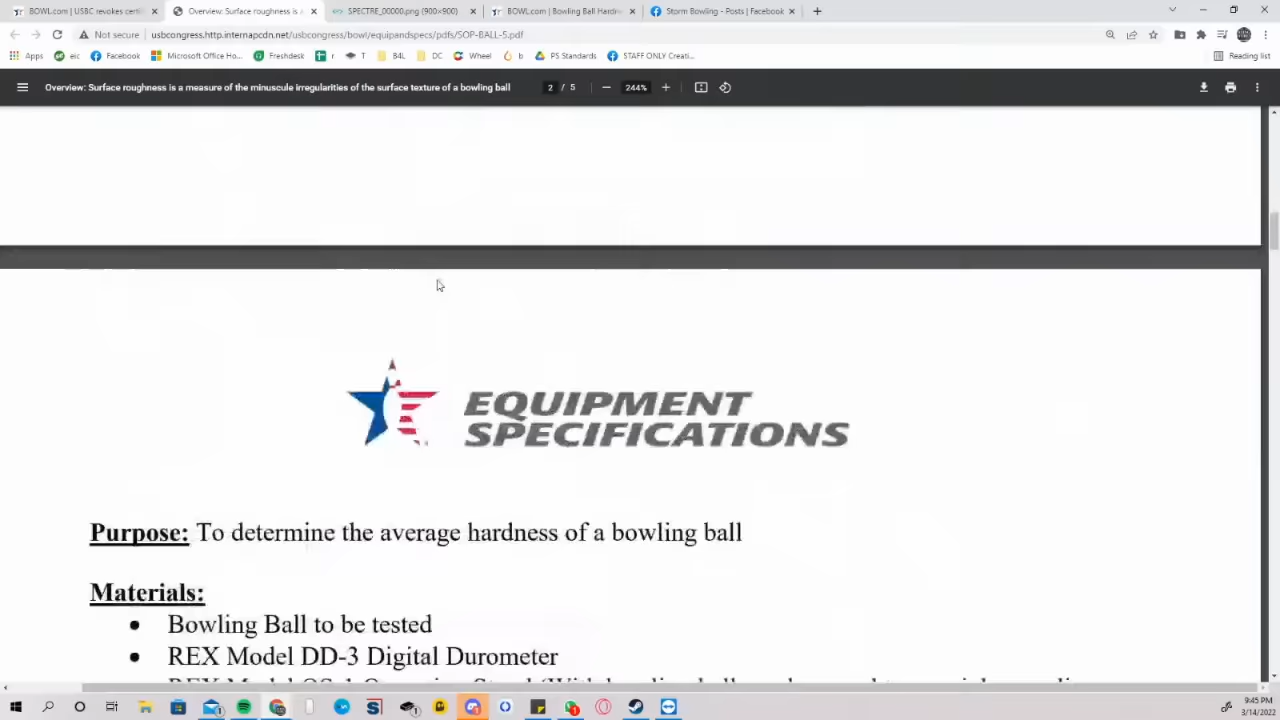 BOWL.com | USBC revokes certi
Overview: Surface roughness is a
SPECTRE_00000.png (900×900)
BOWL.com | Bowling Ball Hardn
Storm Bowling - Posts | Facebook
Not secure
usbcongress.http.internapcdn.net/usbcongress/bowl/equipandspecs/pdfs/SOP-BALL-5.pdf
Apps
eic
Facebook
Microsoft Office Ho...
Freshdesk
r
T
B4L
DC
Wheel
b
PS Standards
STAFF ONLY Creati...
Reading list
Overview: Surface roughness is a measure of the minuscule irregularities of the surface texture of a bowling ball
2 / 5
244%
EQUIPMENT
SPECIFICATIONS
Purpose: To determine the average hardness of a bowling ball
Materials:
• Bowling Ball to be tested
• REX Model DD-3 Digital Durometer
9:45 PM
3/14/2022